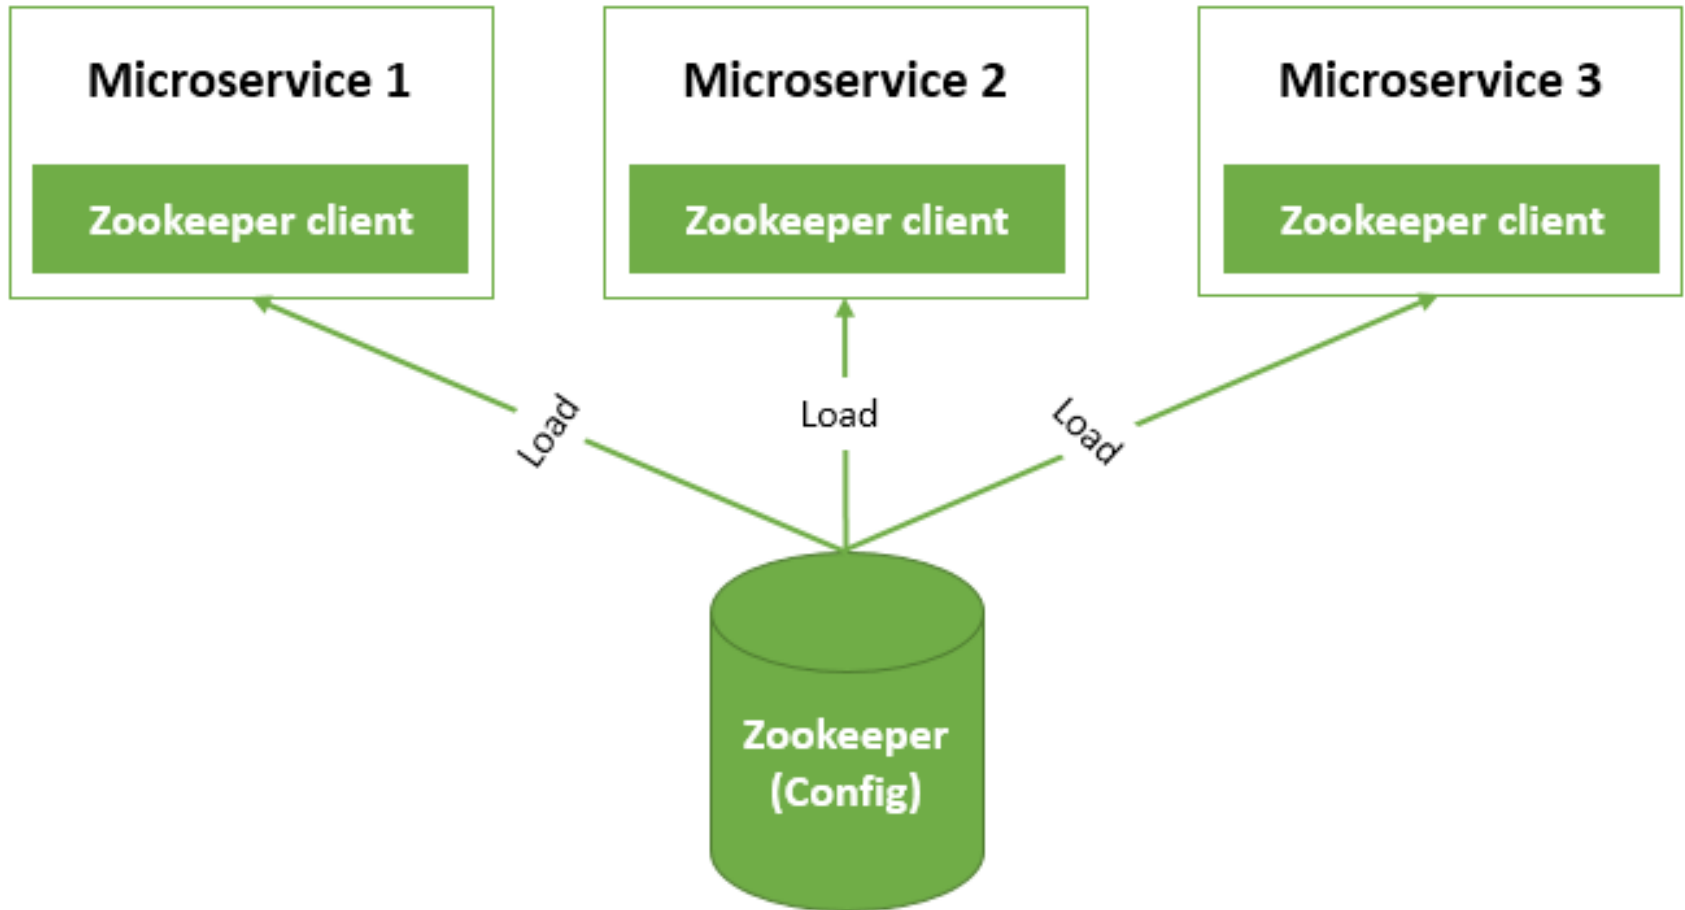 Microservice 1
Microservice 2
Microservice 3
Zookeeper client
Zookeeper client
Zookeeper client
Load
Load
Load
Zookeeper
(Config)